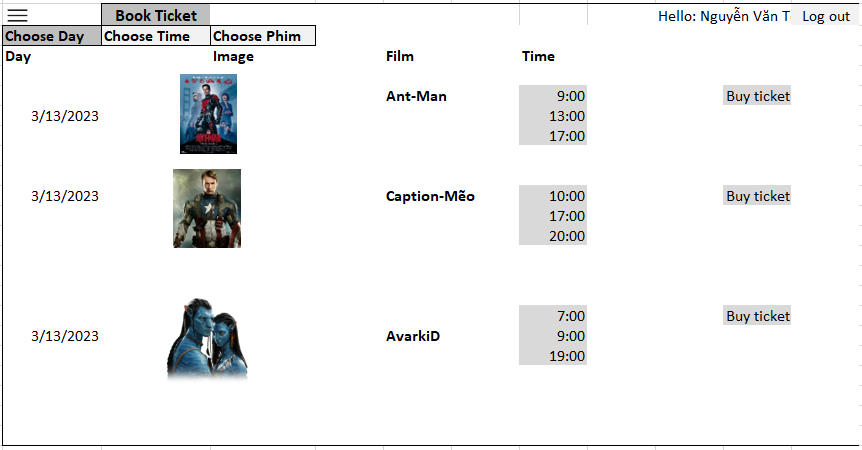 Book Ticket Hello: Nguyễn Văn T Log out
Choose Day Choose Time Choose Phim
Day Image Film Time
Ant-Man 9:00 Buy ticket
3/13/2023 13:00
17:00
3/13/2023 Caption-Mẽo 10:00 Buy ticket
17:00
20:00
7:00 Buy ticket
3/13/2023 AvarkiD 9:00
19:00